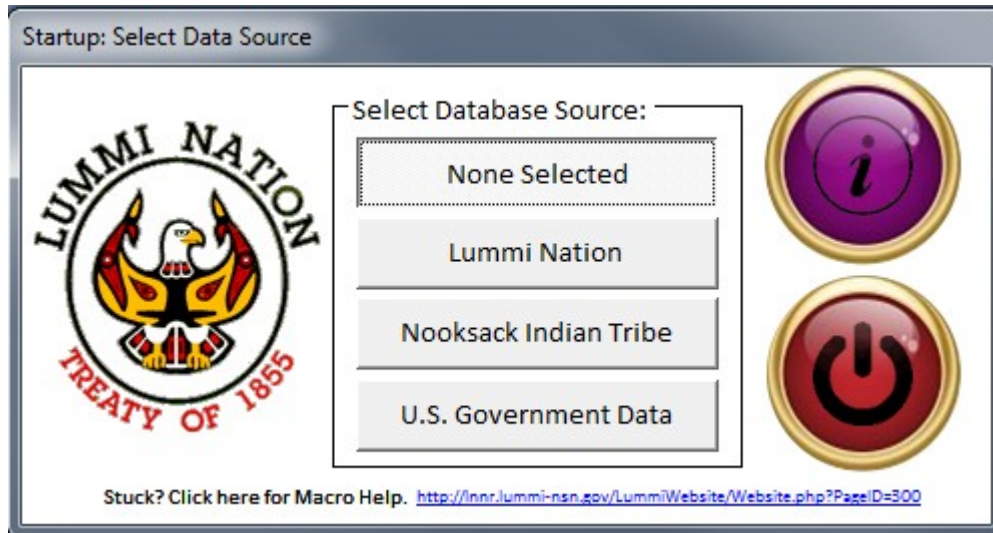 Startup: Select Data Source
LUMMI NATION
TREATY OF 1855
Select Database Source:
None Selected
Lummi Nation
Nooksack Indian Tribe
U.S. Government Data
i
Stuck? Click here for Macro Help. http://lnnr.lummi-nsn.gov/LummiWebsite/Website.php?PageID=300